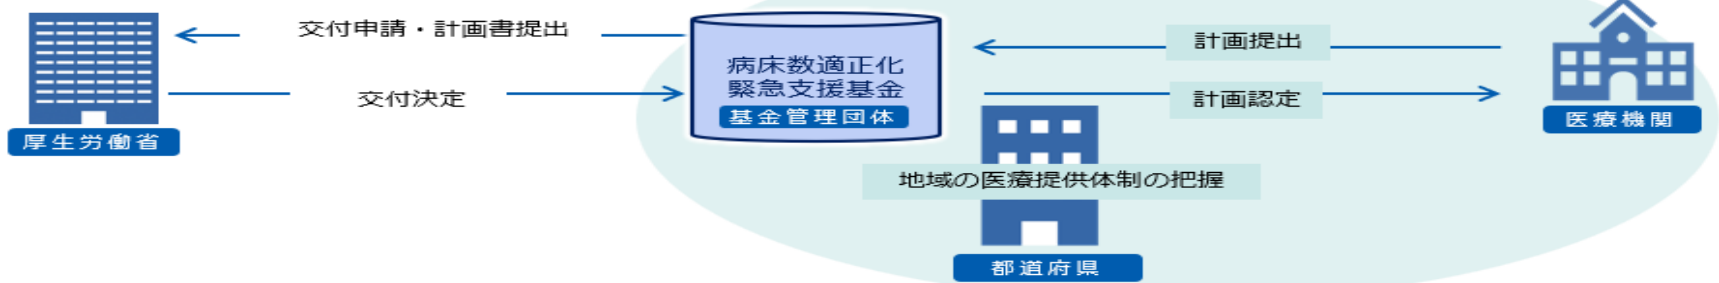 交付申請・計画書提出
交付決定
厚生労働省
病床数適正化
緊急支援基金
基金管理団体
計画提出
計画認定
医療機関
地域の医療提供体制の把握
都道府県